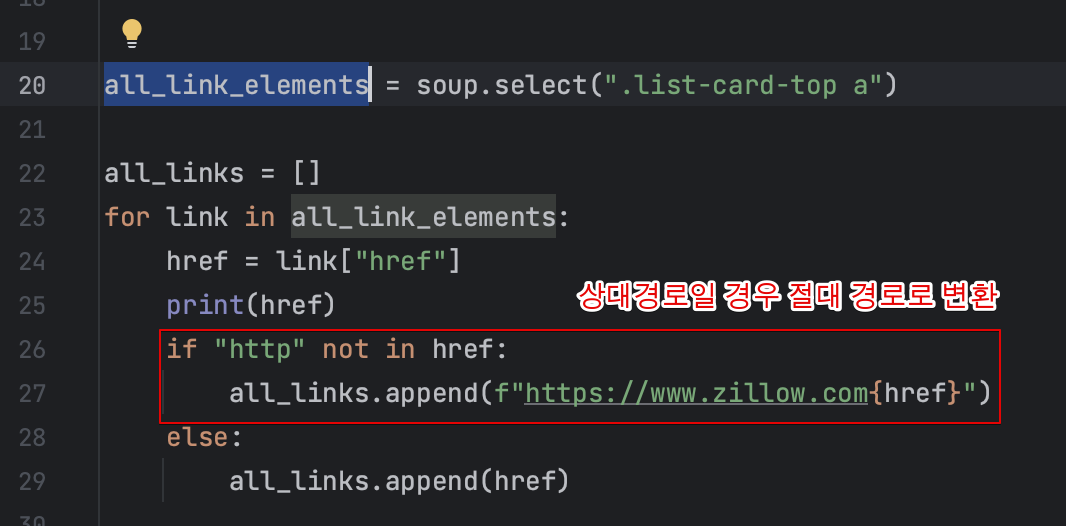 18
19
20 all_link_elements = soup.select(".list-card-top a")
21
22 all_links = []
23 for link in all_link_elements:
24 href = link["href"]
25 print(href)
상대경로일 경우 절대 경로로 변환
26 if "http" not in href:
27 all_links.append(f"https://www.zillow.com{href}")
28 else:
29 all_links.append(href)
30